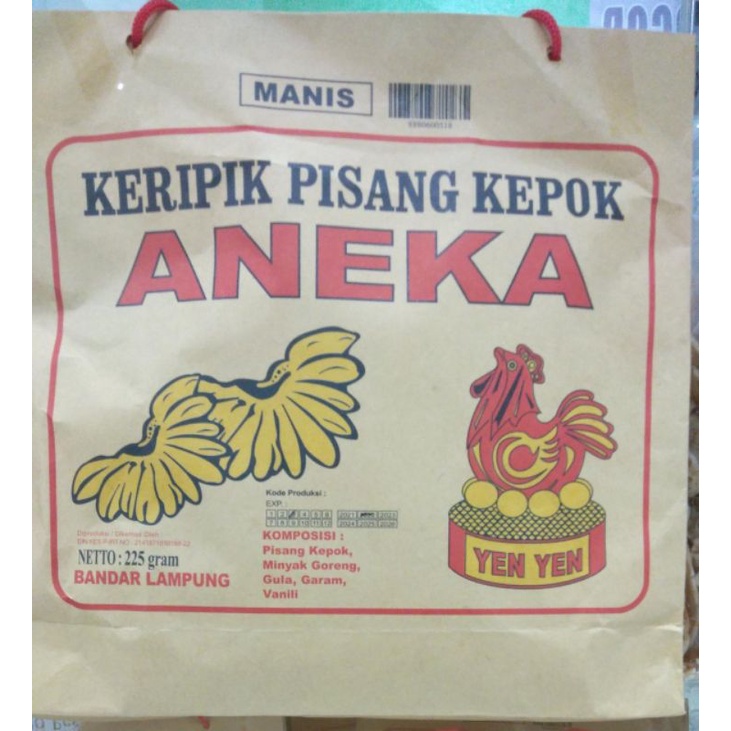 MANIS
KERIPIK PISANG KEPOK
ANEKA
Kode Produksi :
EXP :
KOMPOSISI :
Pisang Kepok,
Minyak Goreng,
Gula, Garam,
Vanili
NETTO : 225 gram
BANDAR LAMPUNG
YEN YEN